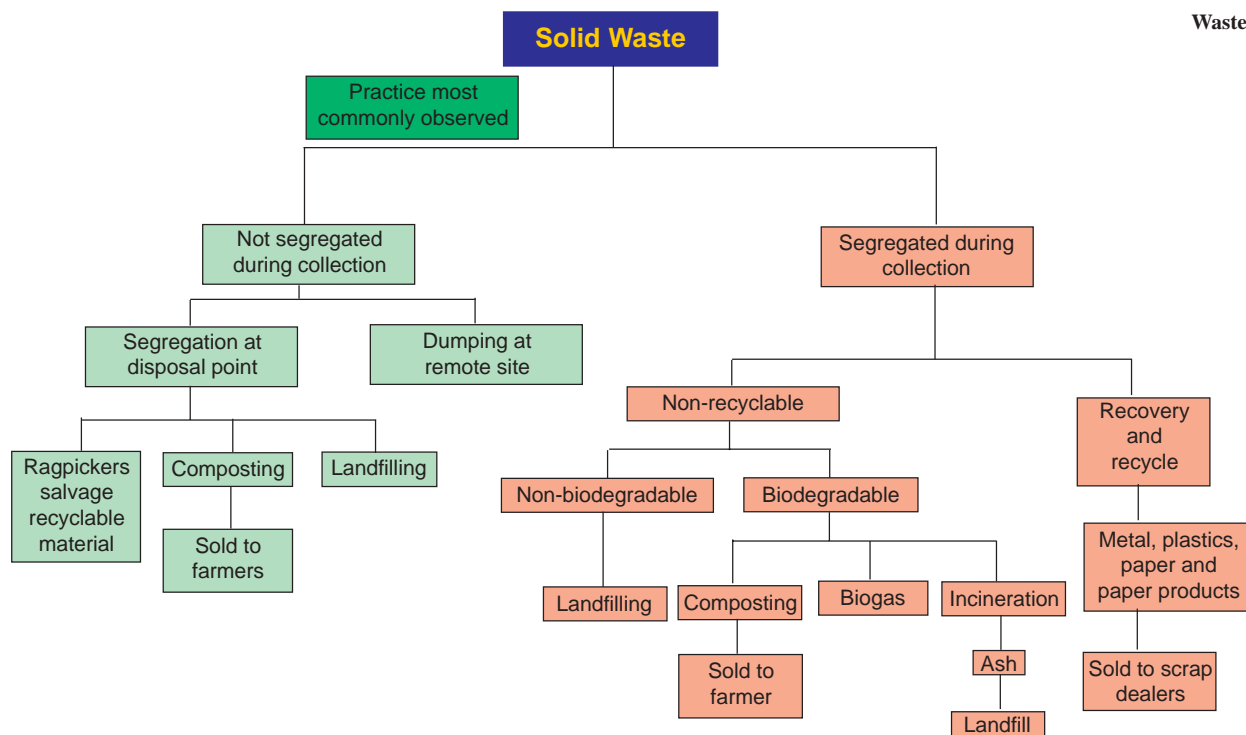 Waste
Solid Waste
Practice most
commonly observed
Not segregated
during collection
Segregated during
collection
Segregation at
disposal point
Dumping at
remote site
Non-recyclable
Recovery
and
recycle
Ragpickers
salvage
recyclable
material
Composting
Landfilling
Non-biodegradable
Biodegradable
Sold to
farmers
Metal, plastics,
paper and
paper products
Landfilling
Composting
Biogas
Incineration
Sold to
farmer
Ash
Sold to scrap
dealers
Landfill